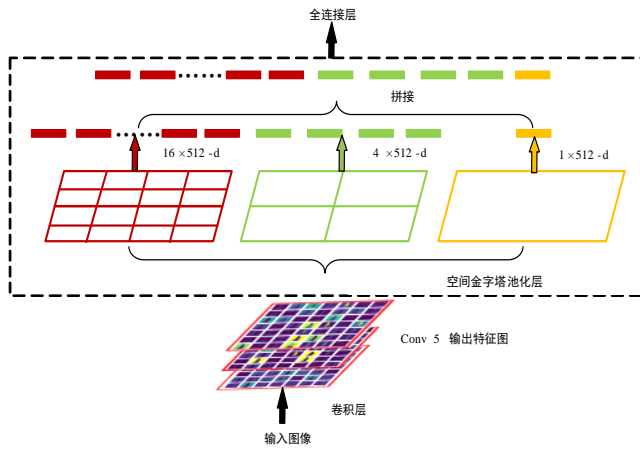 全连接层
拼接
16 ×512 -d
4 ×512 -d
1 ×512 -d
空间金字塔池化层
Conv 5 输出特征图
卷积层
输入图像